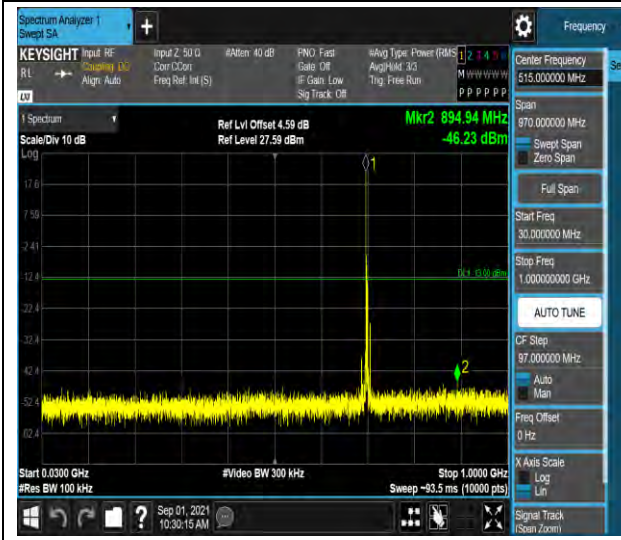 Spectrum Analyzer 1
Swept SA
+
Frequency
KEYSIGHT Input: RF
RL Coupling: DC
Align: Auto
LXI
Input Z: 50 Ω
Corr CCorr
Freq Ref: Int (S)
#Atten: 40 dB
PNO: Fast
Gate: Off
IF Gain: Low
Sig Track: Off
#Avg Type: Power (RMS
Avg|Hold: 3/3
Trig: Free Run
1 2 3 4 5 6
M W W W W W
P P P P P P
1 Spectrum
Scale/Div 10 dB
Ref Lvl Offset 4.59 dB
Ref Level 27.59 dBm
Mkr2 894.94 MHz
-46.23 dBm
Log
1
17.6
7.59
-2.41
-12.4
-22.4
-32.4
-42.4
2
-52.4
-62.4
Start 0.0300 GHz
#Res BW 100 kHz
#Video BW 300 kHz
Stop 1.0000 GHz
Sweep ~93.5 ms (10000 pts)
?
Sep 01, 2021
10:30:15 AM
Center Frequency
515.000000 MHz
Se
Span
970.000000 MHz
Swept Span
Zero Span
Full Span
Start Freq
30.000000 MHz
Stop Freq
1.000000000 GHz
AUTO TUNE
CF Step
97.000000 MHz
Auto
Man
Freq Offset
0 Hz
X Axis Scale
Log
Lin
Signal Track
(Span Zoom)